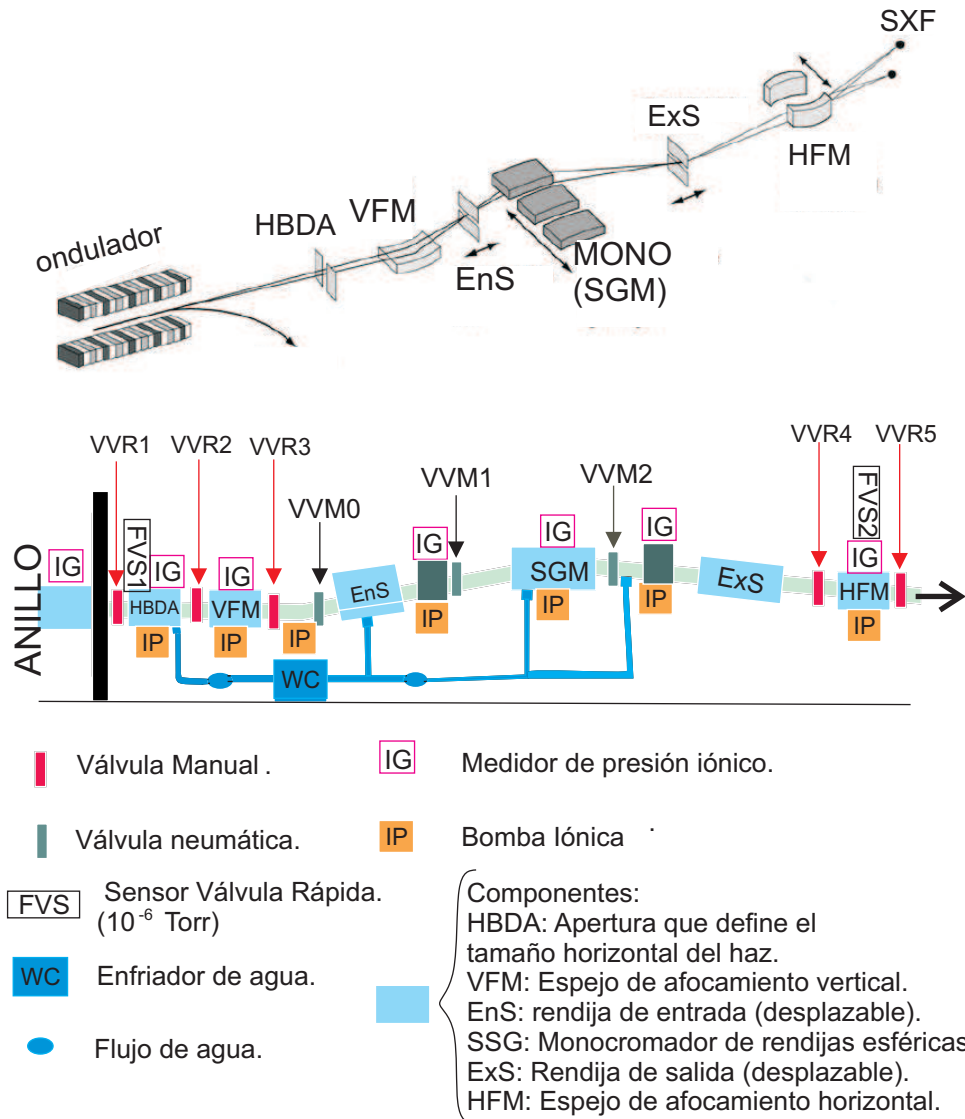 SXF
ExS
HFM
VFM
HBDA
ondulador
EnS
MONO
(SGM)
VVR1
VVR2
VVR3
VVM0
VVM1
VVM2
VVR4
VVR5
ANILLO
IG
FVS1
IG
IG
IG
IG
IG
FVS2
IG
HBDA
VFM
EnS
SGM
ExS
HFM
IP
IP
IP
IP
IP
IP
IP
WC
Válvula Manual .
IG
Medidor de presión iónico.
Válvula neumática.
IP
Bomba Iónica .
FVS
Sensor Válvula Rápida.
(10⁻⁶ Torr)
WC
Enfriador de agua.
Flujo de agua.
Componentes:
HBDA: Apertura que define el
tamaño horizontal del haz.
VFM: Espejo de afocamiento vertical.
EnS: rendija de entrada (desplazable).
SSG: Monocromador de rendijas esféricas
ExS: Rendija de salida (desplazable).
HFM: Espejo de afocamiento horizontal.